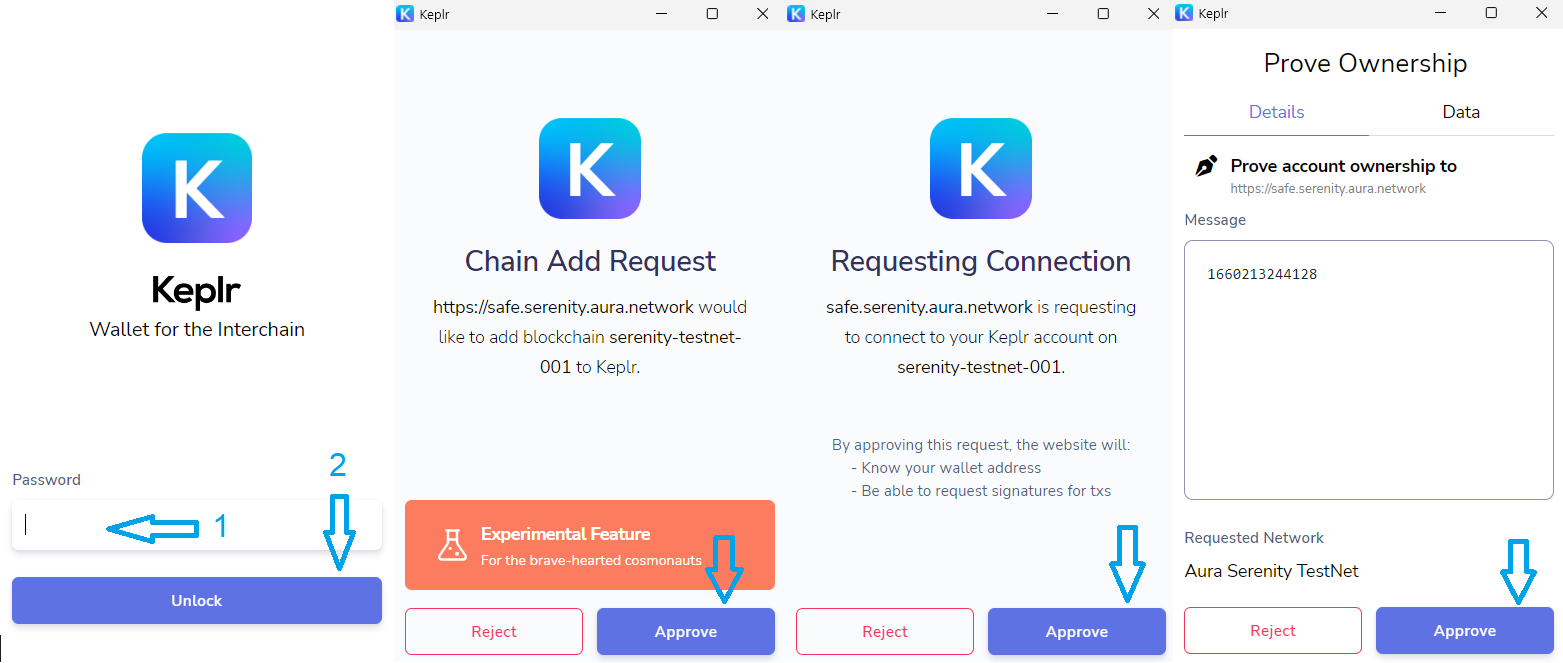 K
Keplr
Wallet for the Interchain
Password
1
2
Unlock
K Keplr
K
Chain Add Request
https://safe.serenity.aura.network would
like to add blockchain serenity-testnet-
001 to Keplr.
Experimental Feature
For the brave-hearted cosmonauts
Reject
Approve
K Keplr
K
Requesting Connection
safe.serenity.aura.network is requesting
to connect to your Keplr account on
serenity-testnet-001.
By approving this request, the website will:
- Know your wallet address
- Be able to request signatures for txs
Reject
Approve
K Keplr
Prove Ownership
Details
Data
Prove account ownership to
https://safe.serenity.aura.network
Message
1660213244128
Requested Network
Aura Serenity TestNet
Reject
Approve